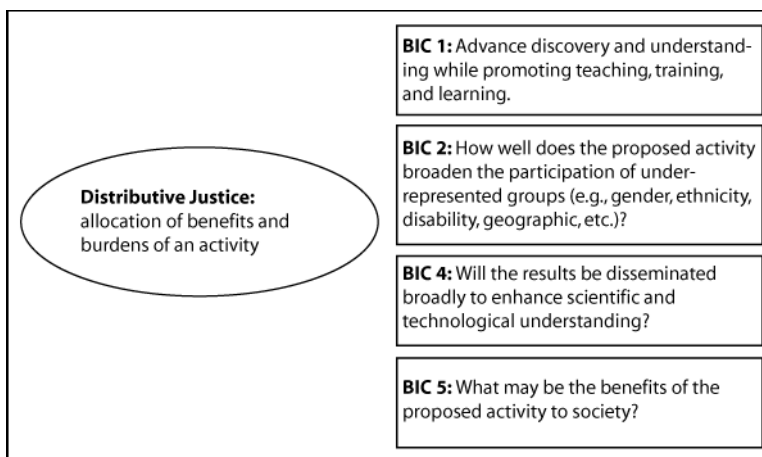 Distributive Justice:
allocation of benefits and
burdens of an activity
BIC 1: Advance discovery and understand-
ing while promoting teaching, training,
and learning.
BIC 2: How well does the proposed activity
broaden the participation of under-
represented groups (e.g., gender, ethnicity,
disability, geographic, etc.)?
BIC 4: Will the results be disseminated
broadly to enhance scientific and
technological understanding?
BIC 5: What may be the benefits of the
proposed activity to society?